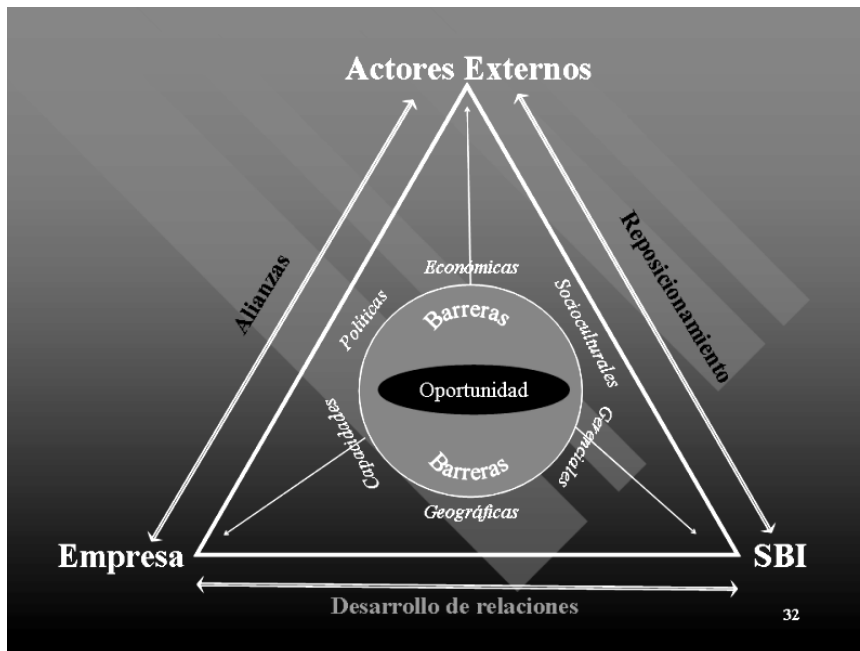 Actores Externos
Alianzas
Reposicionamiento
Económicas
Políticas
Socioculturales
Barreras
Oportunidad
Capacidades
Gerenciales
Barreras
Geográficas
Empresa
SBI
Desarrollo de relaciones
32